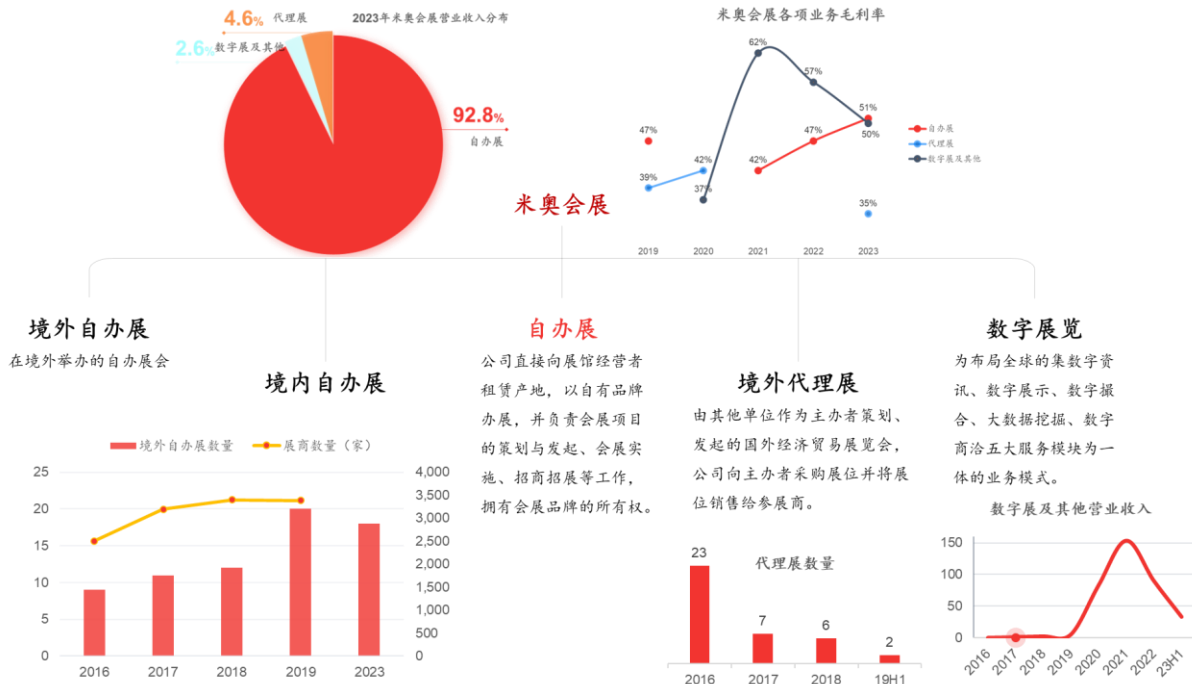 4.6% 代理展
2023年米奥会展营业收入分布
2.6% 数字展及其他
92.8%
自办展
米奥会展各项业务毛利率
62%
57%
51%
47%
47%
50%
42%
42%
39%
37%
35%
自办展
代理展
数字展及其他
2019 2020 2021 2022 2023
米奥会展
境外自办展
在境外举办的自办展会
境内自办展
境外自办展数量 展商数量（家）
25
20
15
10
5
0
4,000
3,500
3,000
2,500
2,000
1,500
1,000
500
0
2016 2017 2018 2019 2023
自办展
公司直接向展馆经营者
租赁产地，以自有品牌
办展，并负责会展项目
的策划与发起、会展实
施、招商招展等工作，
拥有会展品牌的所有权。
境外代理展
由其他单位作为主办者策划、
发起的国外经济贸易展览会，
公司向主办者采购展位并将展
位销售给参展商。
代理展数量
23
7
6
2
2016 2017 2018 19H1
数字展览
为布局全球的集数字资
讯、数字展示、数字撮
合、大数据挖掘、数字
商洽五大服务模块为一
体的业务模式。
数字展及其他营业收入
150
100
50
0
2016 2017 2018 2019 2020 2021 2022 23H1